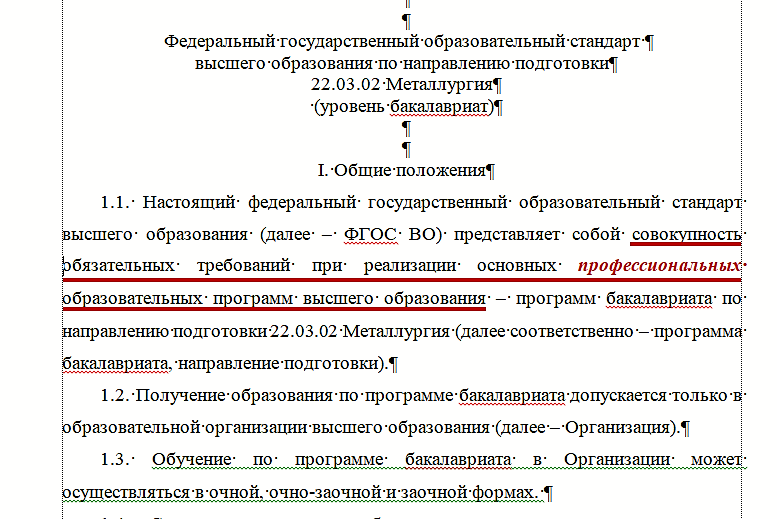 Федеральный государственный образовательный стандарт
высшего образования по направлению подготовки
22.03.02 Металлургия
(уровень бакалавриат)
I. Общие положения
1.1. Настоящий федеральный государственный образовательный стандарт
высшего образования (далее – ФГОС ВО) представляет собой совокупность
обязательных требований при реализации основных профессиональных
образовательных программ высшего образования – программ бакалавриата по
направлению подготовки 22.03.02 Металлургия (далее соответственно – программа
бакалавриата, направление подготовки).
1.2. Получение образования по программе бакалавриата допускается только в
образовательной организации высшего образования (далее – Организация).
1.3. Обучение по программе бакалавриата в Организации может
осуществляться в очной, очно-заочной и заочной формах.